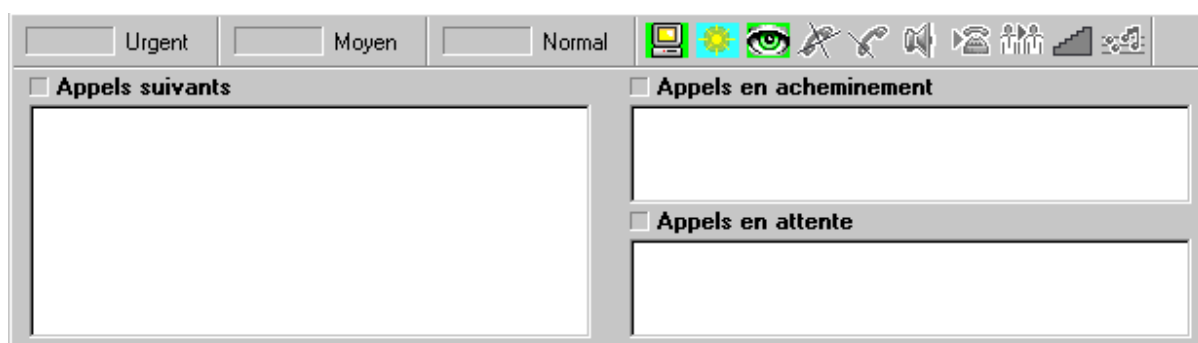 Urgent Moyen Normal
Appels suivants
Appels en acheminement
Appels en attente